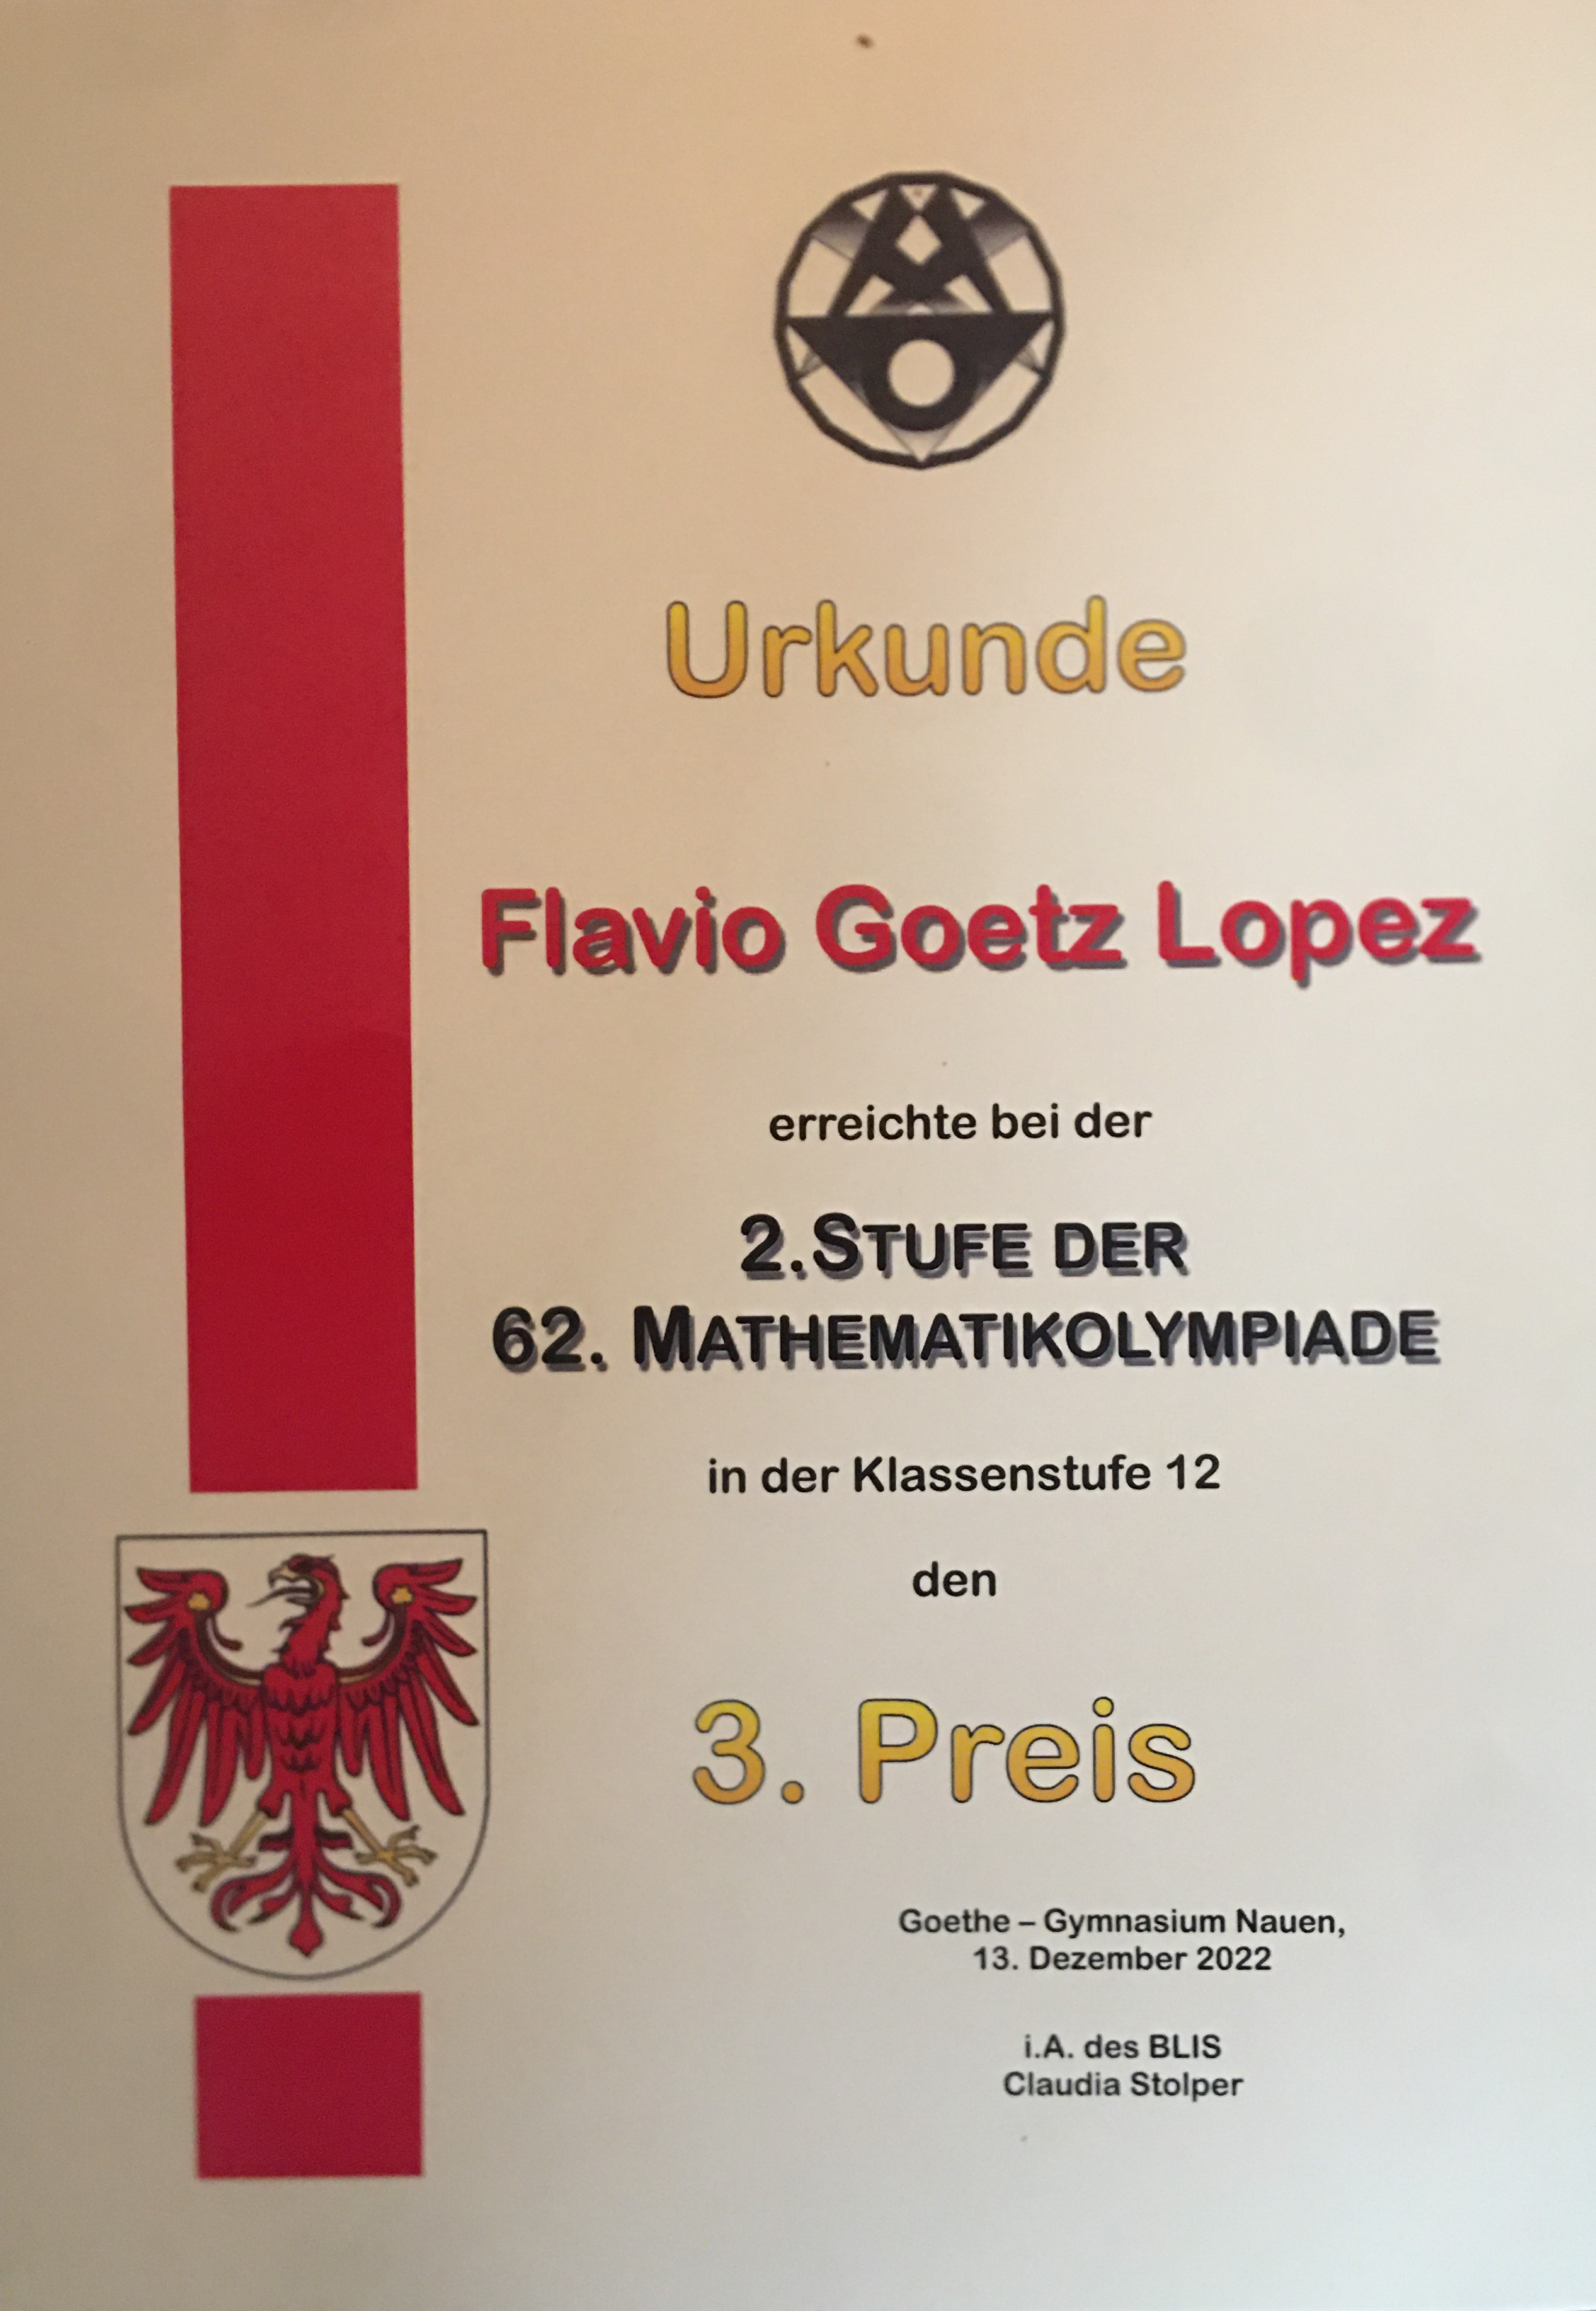 Urkunde
Flavio Goetz Lopez
erreichte bei der
2.STUFE DER
62. MATHEMATIKOLYMPIADE
in der Klassenstufe 12
den
3. Preis
Goethe – Gymnasium Nauen,
13. Dezember 2022
i.A. des BLIS
Claudia Stolper